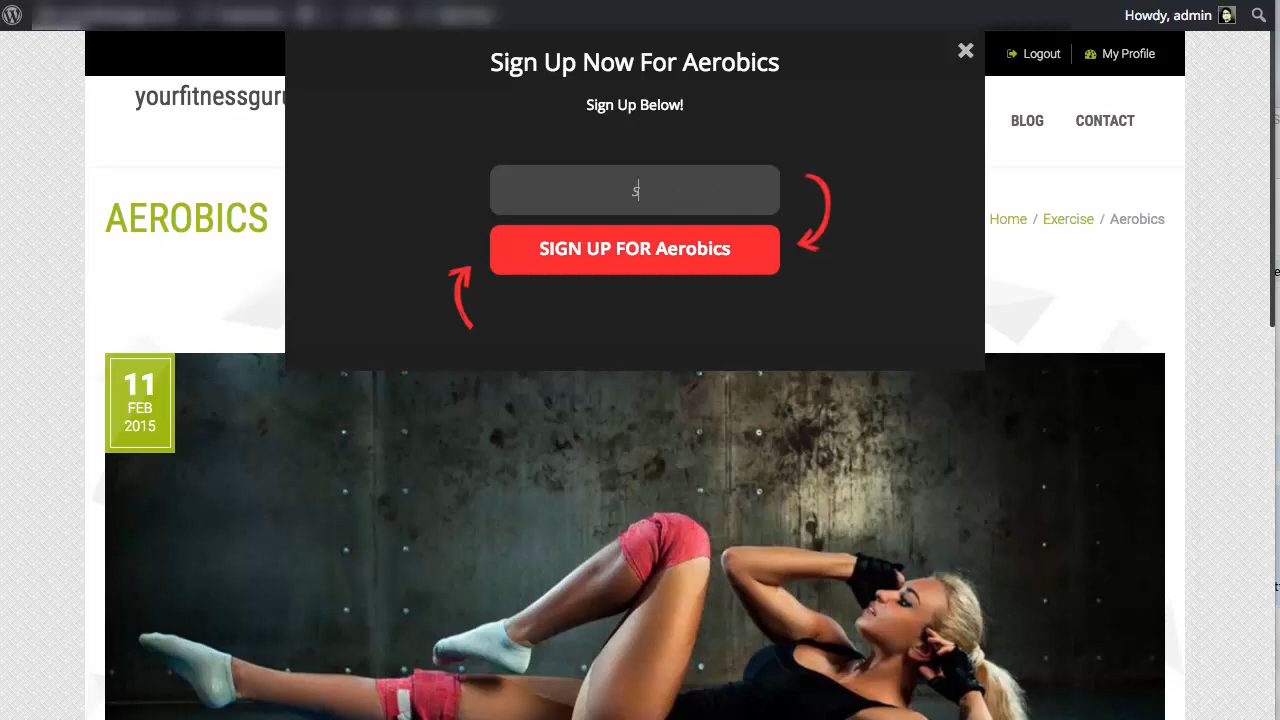 Howdy, admin
Sign Up Now For Aerobics
Logout
My Profile
yourfitnessguru
Sign Up Below!
BLOG
CONTACT
s
AEROBICS
Home / Exercise / Aerobics
SIGN UP FOR Aerobics
11
FEB
2015